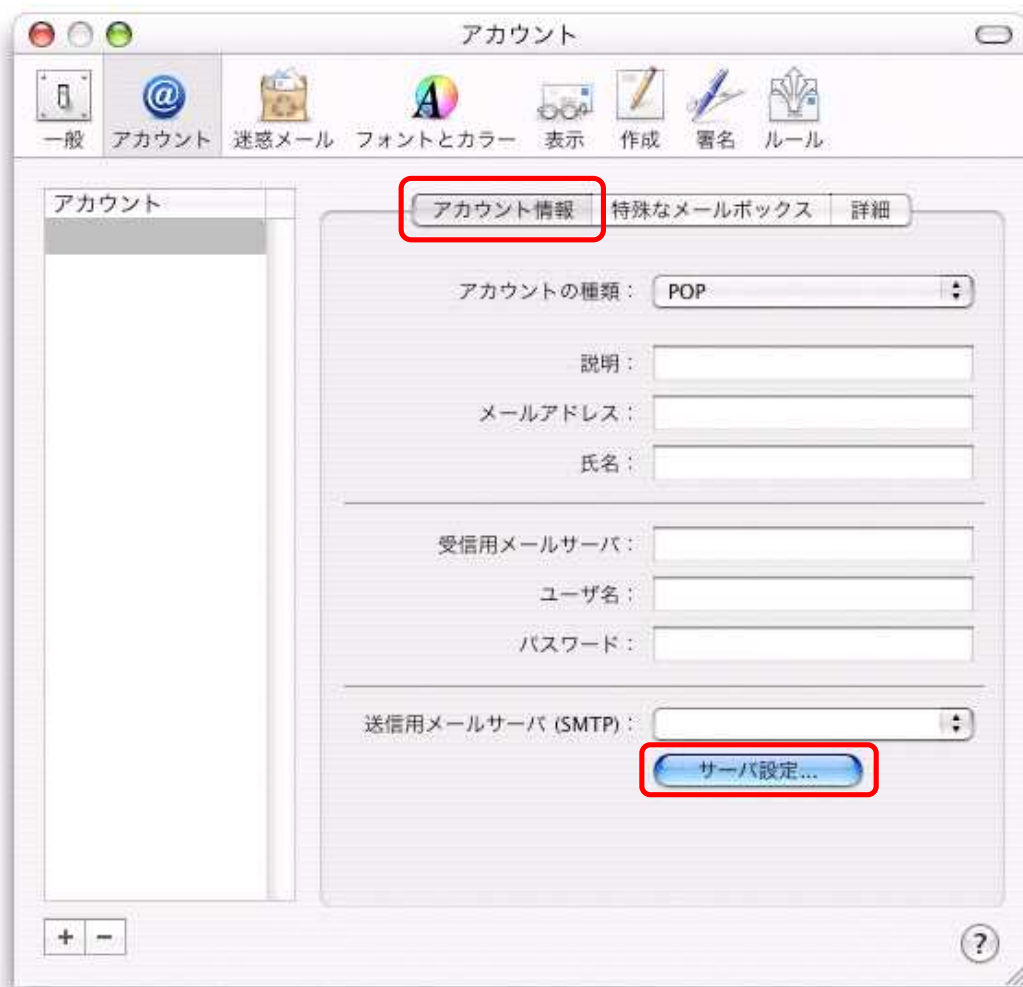 アカウント
一般 アカウント 迷惑メール フォントとカラー 表示 作成 署名 ルール
アカウント
アカウント情報 特殊なメールボックス 詳細
アカウントの種類： POP
説明：
メールアドレス：
氏名：
受信用メールサーバ：
ユーザ名：
パスワード：
送信用メールサーバ (SMTP)：
サーバ設定...
+ − ?